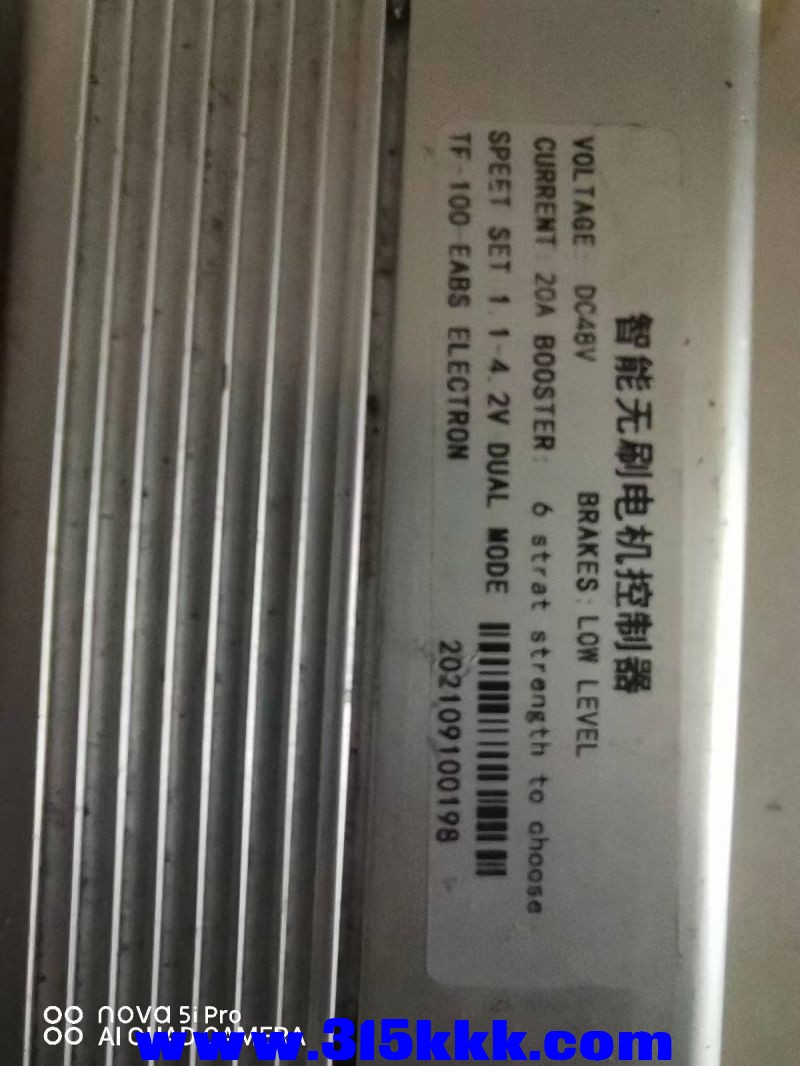 智能无刷电机控制器
VOLTAGE: DC48V BRAKES: LOW LEVEL
CURRENT: 20A BOOSTER: 6 strat strength to choose
SPEET SET 1.1-4.2V DUAL MODE
TF-100 EABS ELECTRON 202109100198
nova 5i Pro
AI QUAD CAMERA
www.315kkk.com